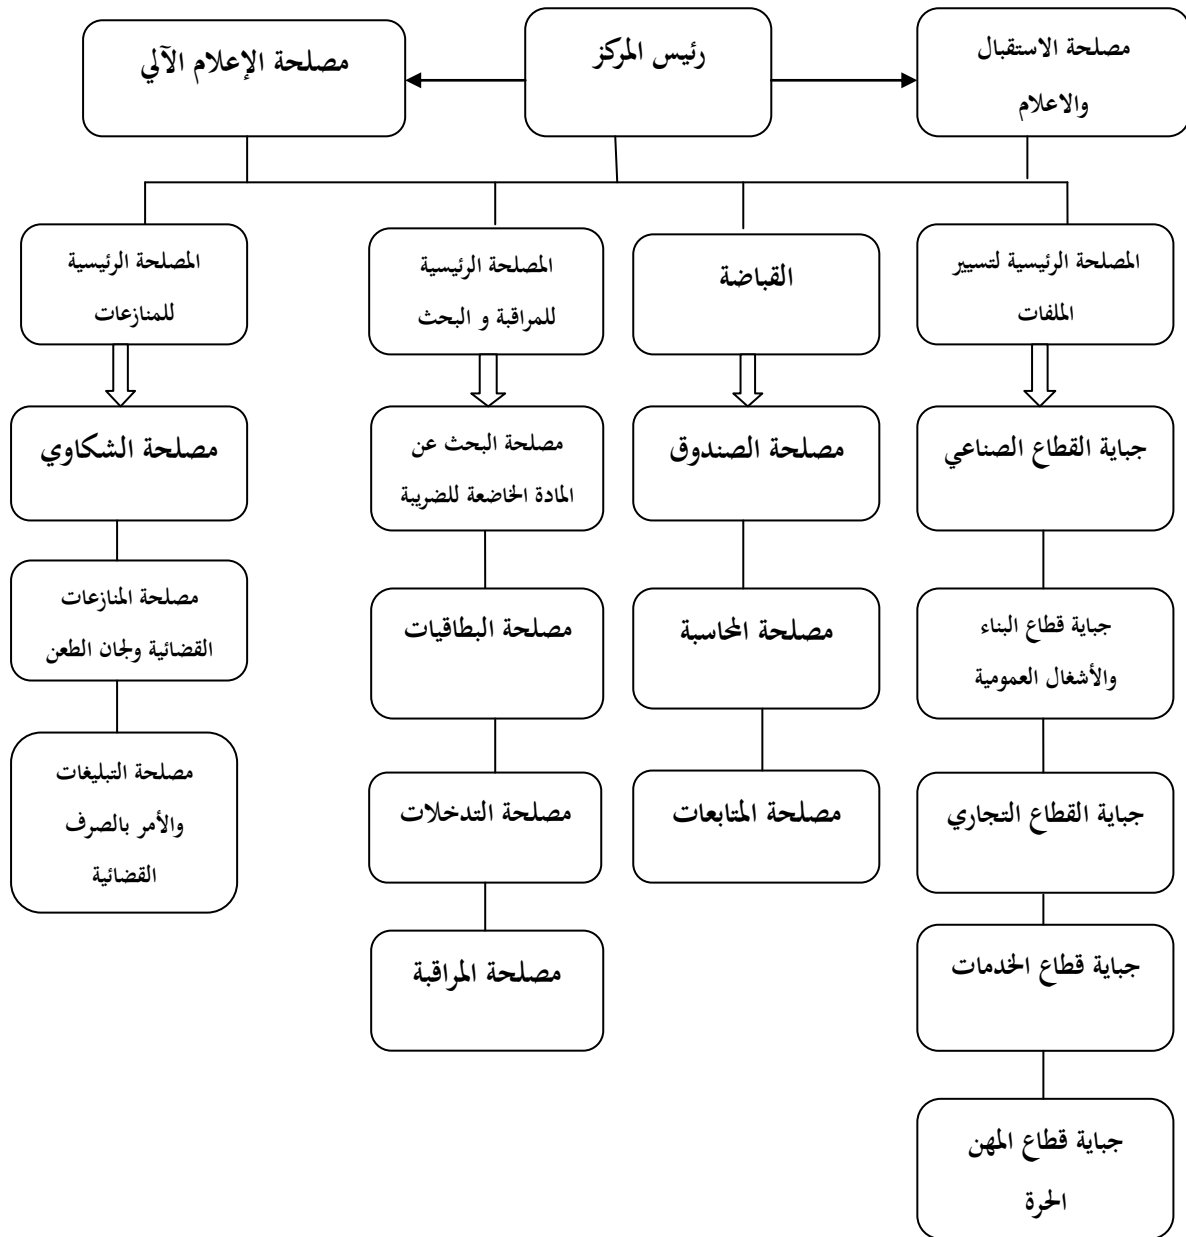 مصلحة الاستقبال
والاعلام
رئيس المركز
مصلحة الإعلام الآلي
المصلحة الرئيسية لتسيير
الملفات
القباضة
المصلحة الرئيسية
للمراقبة و البحث
المصلحة الرئيسية
للمنازعات
جباية القطاع الصناعي
جباية قطاع البناء
والأشغال العمومية
جباية القطاع التجاري
جباية قطاع الخدمات
جباية قطاع المهن
الحرة
مصلحة الصندوق
مصلحة المحاسبة
مصلحة المتابعات
مصلحة البحث عن
المادة الخاضعة للضريبة
مصلحة البطاقيات
مصلحة التدخلات
مصلحة المراقبة
مصلحة الشكاوي
مصلحة المنازعات
القضائية ولجان الطعن
مصلحة التبليغات
والأمر بالصرف
القضائية